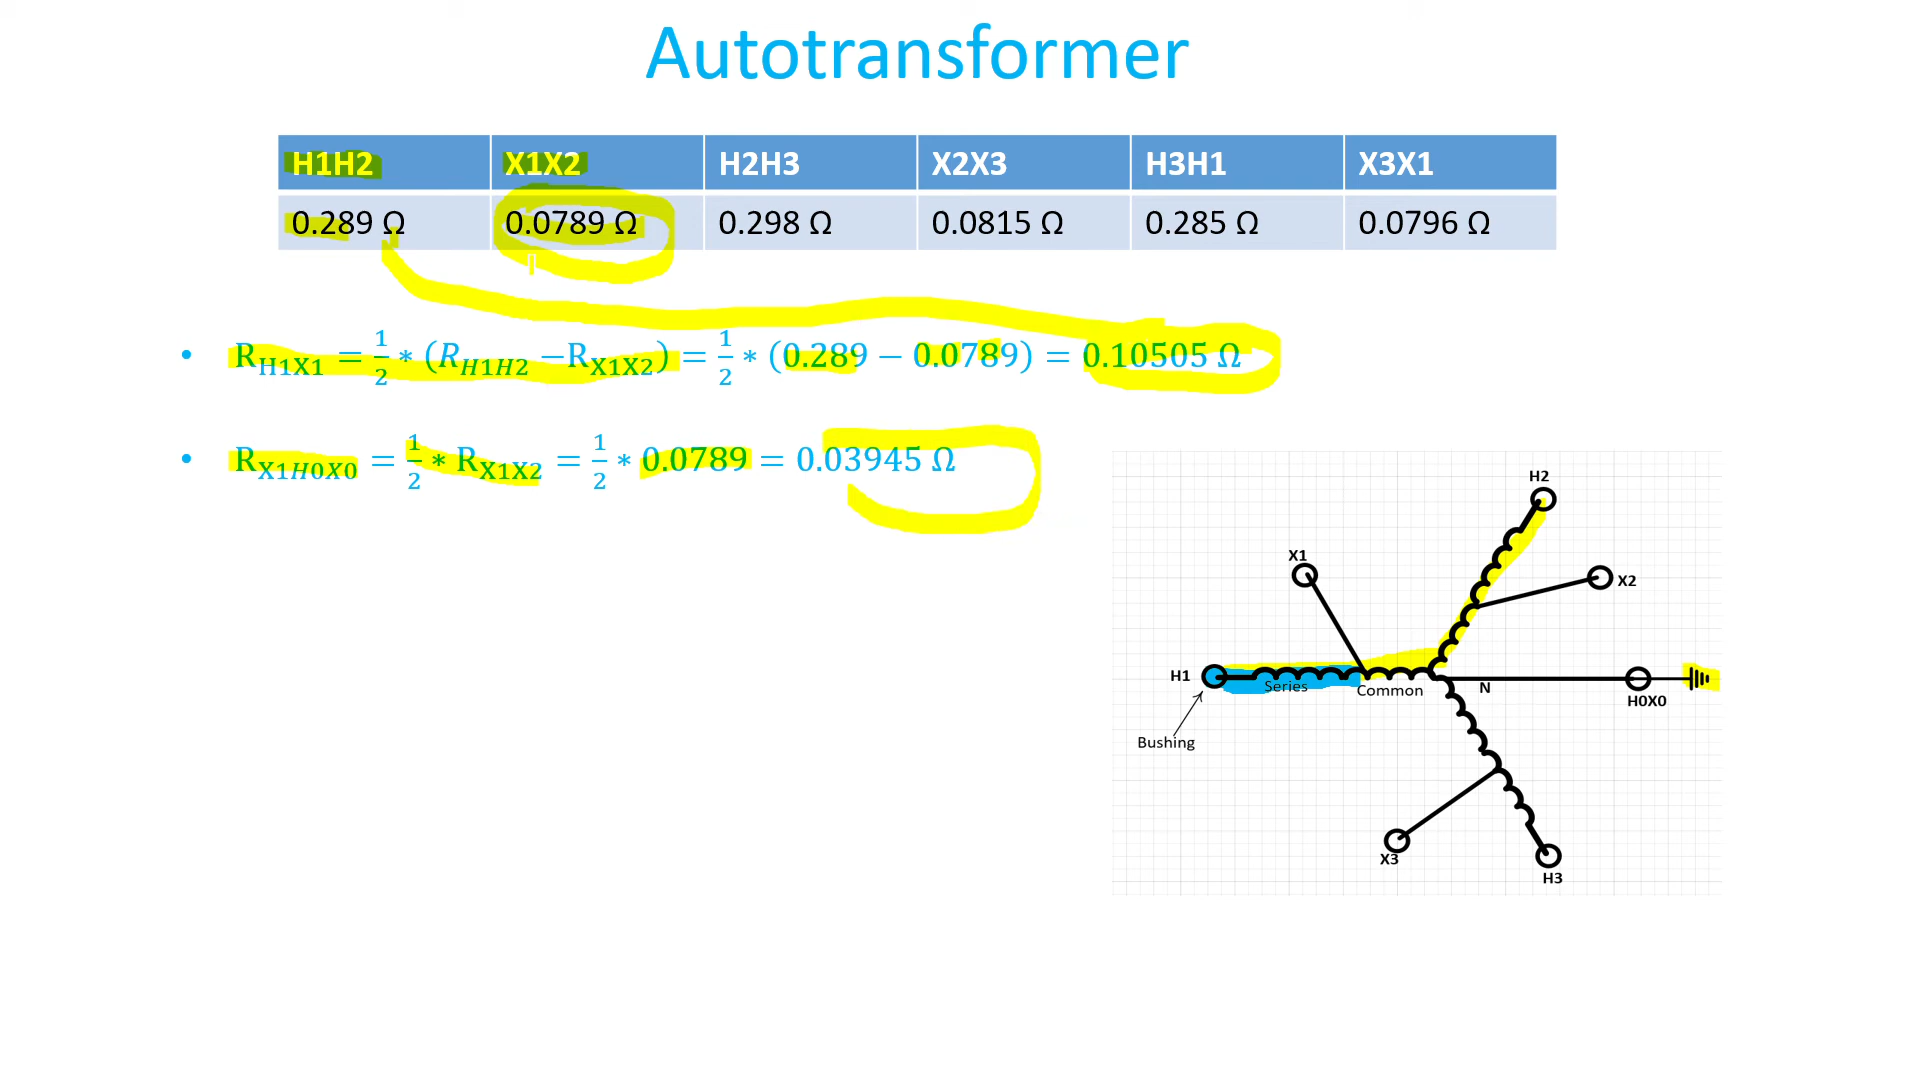 Autotransformer
H1H2 X1X2 H2H3 X2X3 H3H1 X3X1
0.289 Ω 0.0789 Ω 0.298 Ω 0.0815 Ω 0.285 Ω 0.0796 Ω
• R_H1X1 = 1/2 * (R_H1H2 −R_X1X2) = 1/2 * (0.289 − 0.0789) = 0.10505 Ω
• R_X1H0X0 = 1/2 * R_X1X2 = 1/2 * 0.0789 = 0.03945 Ω
H2
X1
X2
H1
Series
Common
N
H0X0
Bushing
X3
H3